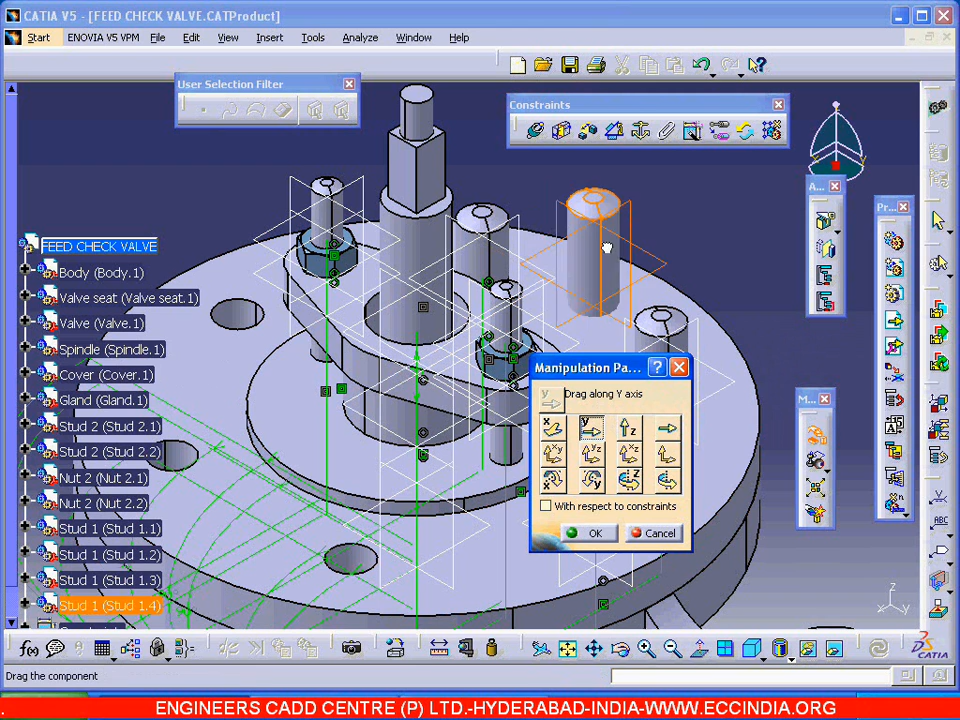 CATIA V5 - [FEED CHECK VALVE.CATProduct]
Start ENOVIA V5 VPM File Edit View Insert Tools Analyze Window Help
User Selection Filter
Constraints
A...
Pr...
FEED CHECK VALVE
Body (Body.1)
Valve seat (Valve seat.1)
Valve (Valve.1)
Spindle (Spindle.1)
Cover (Cover.1)
Gland (Gland.1)
Stud 2 (Stud 2.1)
Stud 2 (Stud 2.2)
Nut 2 (Nut 2.1)
Nut 2 (Nut 2.2)
Stud 1 (Stud 1.1)
Stud 1 (Stud 1.2)
Stud 1 (Stud 1.3)
Stud 1 (Stud 1.4)
Manipulation Pa...
Drag along Y axis
With respect to constraints
OK Cancel
M...
ABC
f(x)
CATIA
Drag the component
ENGINEERS CADD CENTRE (P) LTD.-HYDERABAD-INDIA-WWW.ECCINDIA.ORG